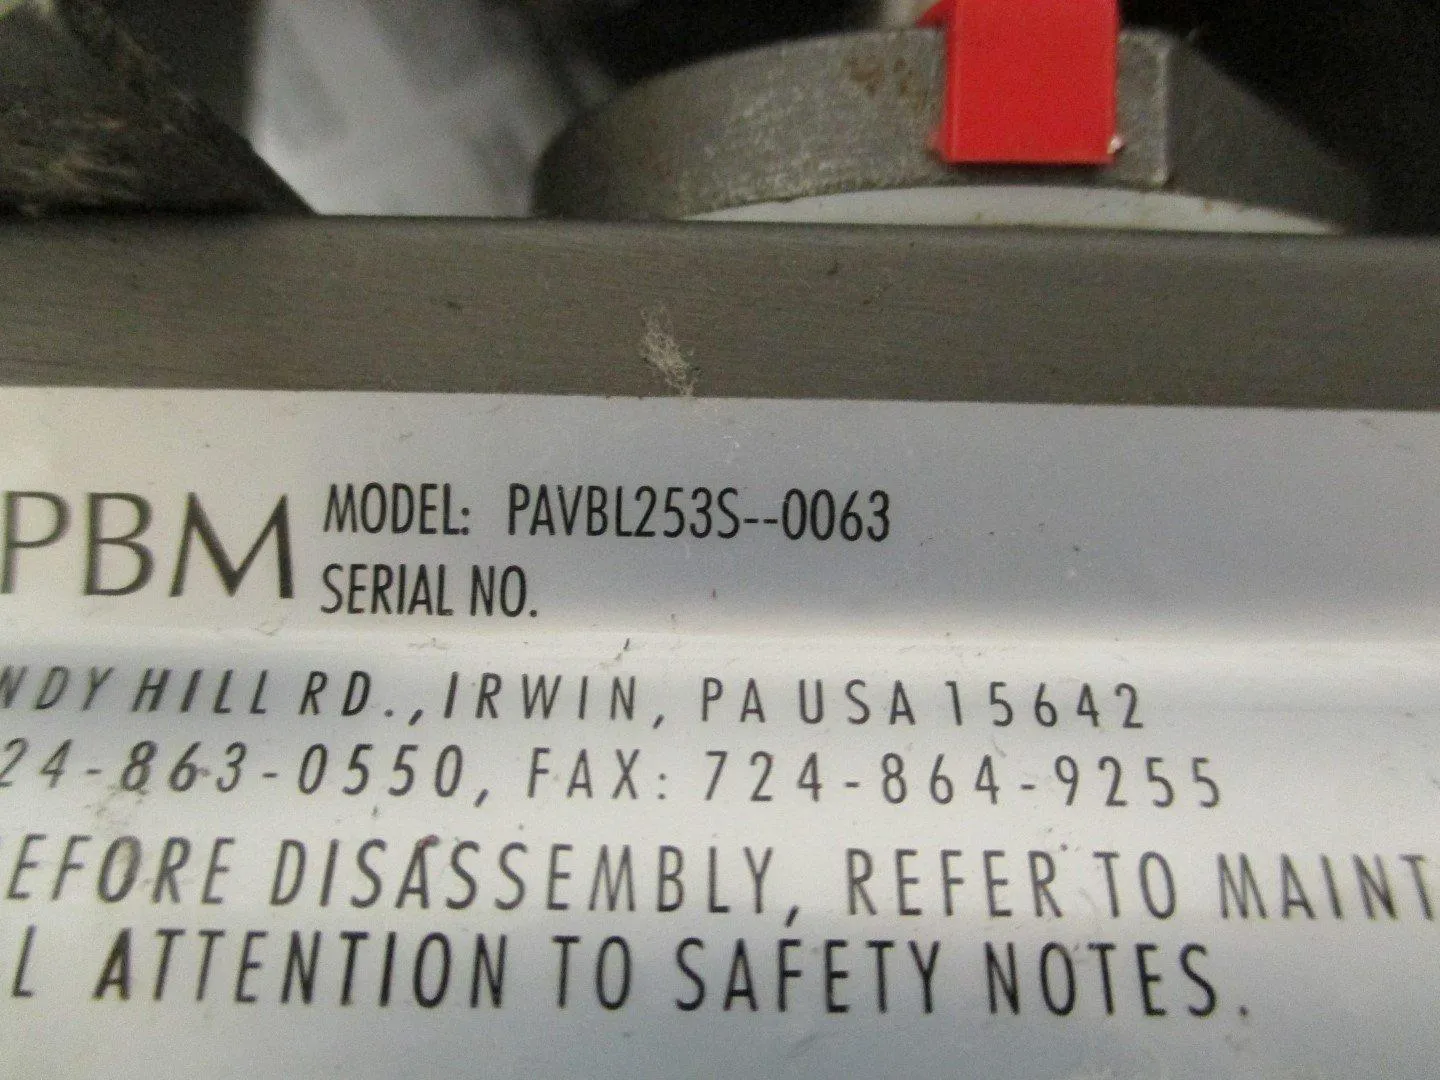 PBM MODEL: PAVBL253S--0063
SERIAL NO.
NDY HILL RD., IRWIN, PA USA 15642
24-863-0550, FAX: 724-864-9255
EFORE DISASSEMBLY, REFER TO MAINT
L ATTENTION TO SAFETY NOTES.